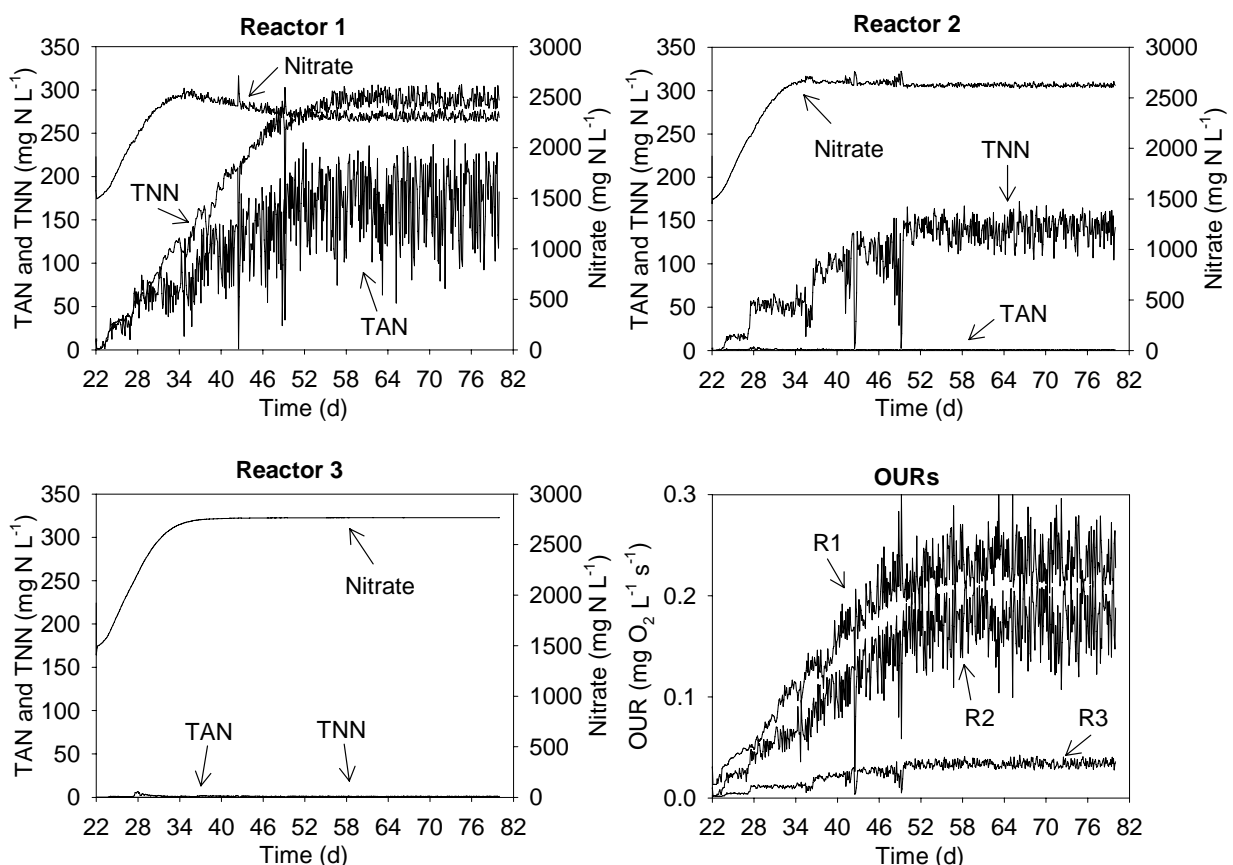 Reactor 1
TAN and TNN (mg N L-1)
350
300
250
200
150
100
50
0
Nitrate
TNN
TAN
3000
2500
2000
1500
1000
500
0
Nitrate (mg N L-1)
22 28 34 40 46 52 58 64 70 76 82
Time (d)
Reactor 2
TAN and TNN (mg N L-1)
350
300
250
200
150
100
50
0
Nitrate
TNN
TAN
3000
2500
2000
1500
1000
500
0
Nitrate (mg N L-1)
22 28 34 40 46 52 58 64 70 76 82
Time (d)
Reactor 3
TAN and TNN (mg N L-1)
350
300
250
200
150
100
50
0
Nitrate
TAN
TNN
3000
2500
2000
1500
1000
500
0
Nitrate (mg N L-1)
22 28 34 40 46 52 58 64 70 76 82
Time (d)
OURs
OUR (mg O2 L-1 s-1)
0.3
0.2
0.1
0.0
R1
R2
R3
22 28 34 40 46 52 58 64 70 76 82
Time (d)